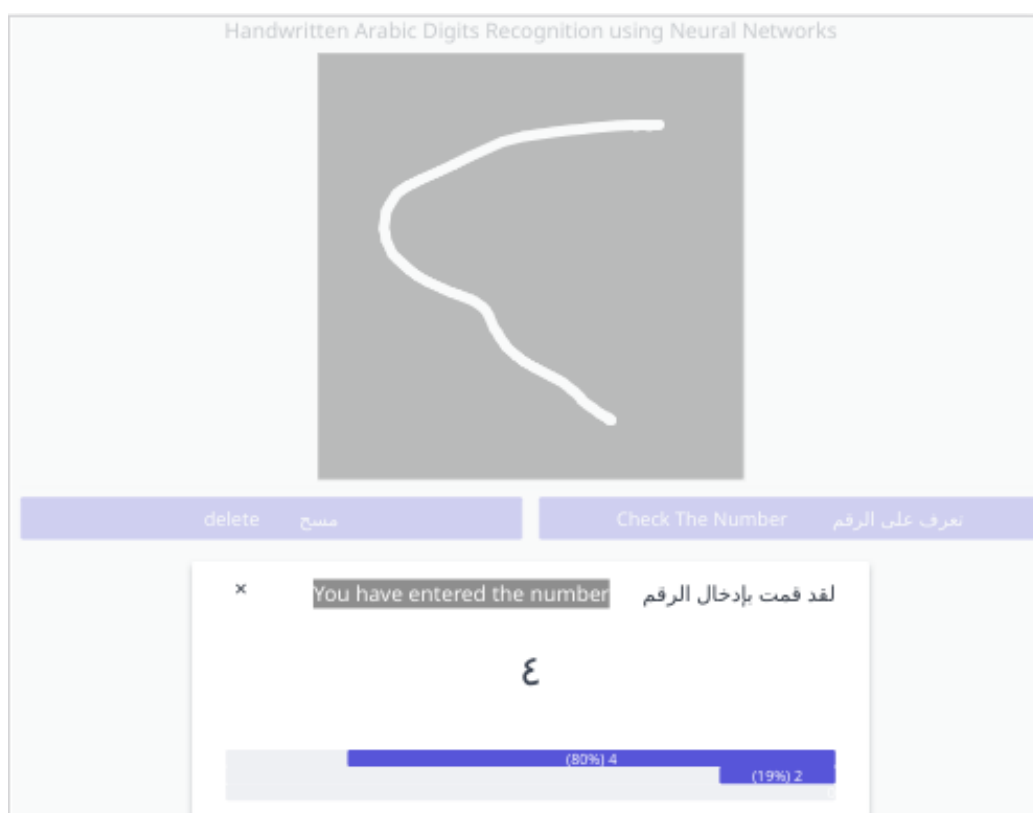 Handwritten Arabic Digits Recognition using Neural Networks
delete مسح
Check The Number تعرف على الرقم
× You have entered the number لقد قمت بإدخال الرقم
٤
(80%) 4
(19%) 2